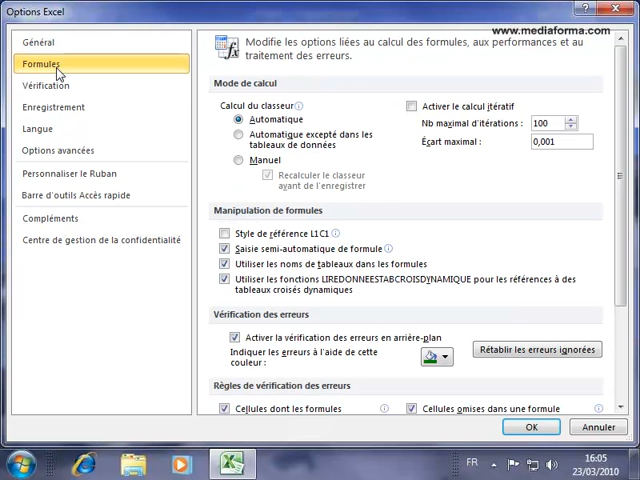 Options Excel
www.mediaforma.com
Général
Formules
Vérification
Enregistrement
Langue
Options avancées
Personnaliser le Ruban
Barre d'outils Accès rapide
Compléments
Centre de gestion de la confidentialité
Modifie les options liées au calcul des formules, aux performances et au
traitement des erreurs.
Mode de calcul
Calcul du classeur
Automatique
Automatique excepté dans les
tableaux de données
Manuel
Recalculer le classeur
avant de l'enregistrer
Activer le calcul itératif
Nb maximal d'itérations : 100
Écart maximal : 0,001
Manipulation de formules
Style de référence L1C1
Saisie semi-automatique de formule
Utiliser les noms de tableaux dans les formules
Utiliser les fonctions LIREDONNEESTABCROISDYNAMIQUE pour les références à des
tableaux croisés dynamiques
Vérification des erreurs
Activer la vérification des erreurs en arrière-plan
Indiquer les erreurs à l'aide de cette
couleur :
Rétablir les erreurs ignorées
Règles de vérification des erreurs
Cellules dont les formules
Cellules omises dans une formule
OK
Annuler
FR
16:05
23/03/2010